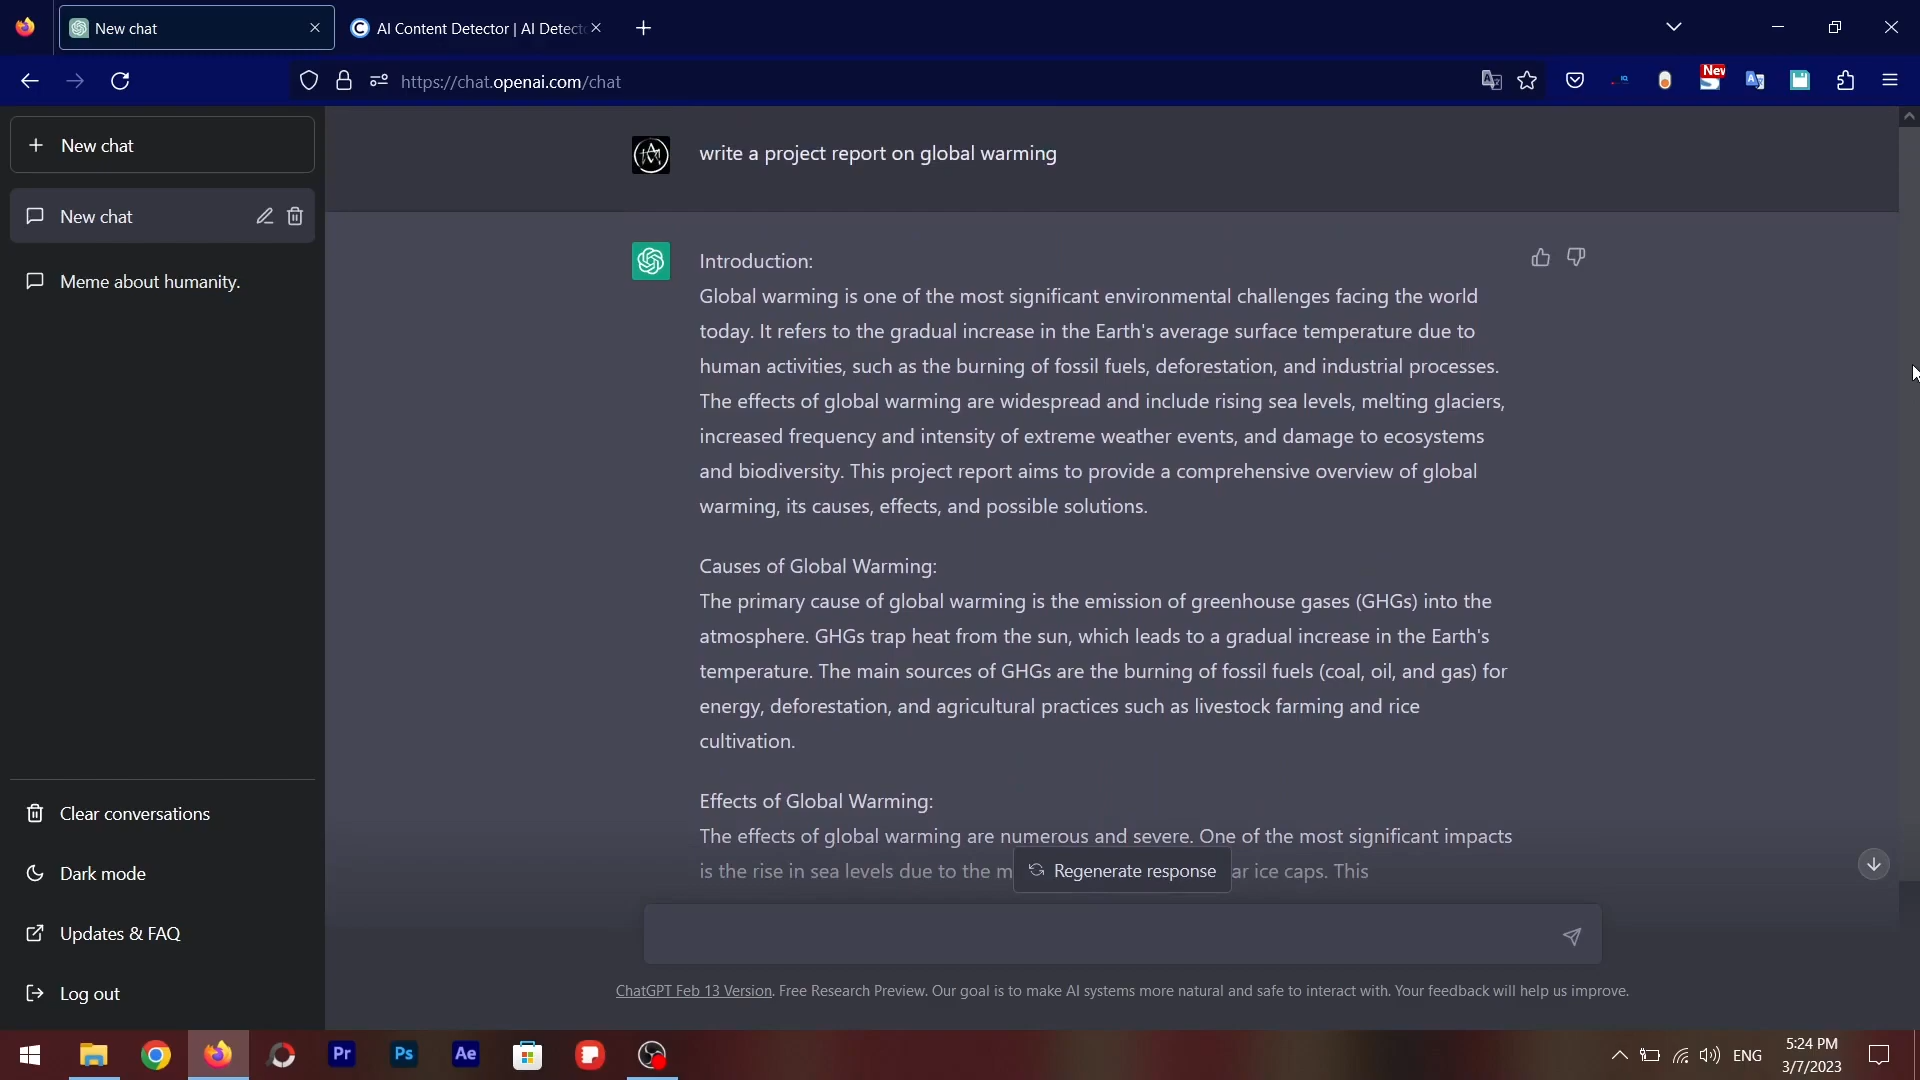 New chat
AI Content Detector | AI Detect
https://chat.openai.com/chat
New
New chat
New chat
Meme about humanity.
write a project report on global warming
Introduction:
Global warming is one of the most significant environmental challenges facing the world
today. It refers to the gradual increase in the Earth's average surface temperature due to
human activities, such as the burning of fossil fuels, deforestation, and industrial processes.
The effects of global warming are widespread and include rising sea levels, melting glaciers,
increased frequency and intensity of extreme weather events, and damage to ecosystems
and biodiversity. This project report aims to provide a comprehensive overview of global
warming, its causes, effects, and possible solutions.
Causes of Global Warming:
The primary cause of global warming is the emission of greenhouse gases (GHGs) into the
atmosphere. GHGs trap heat from the sun, which leads to a gradual increase in the Earth's
temperature. The main sources of GHGs are the burning of fossil fuels (coal, oil, and gas) for
energy, deforestation, and agricultural practices such as livestock farming and rice
cultivation.
Effects of Global Warming:
The effects of global warming are numerous and severe. One of the most significant impacts
is the rise in sea levels due to the m
ar ice caps. This
Regenerate response
Clear conversations
Dark mode
Updates & FAQ
Log out
ChatGPT Feb 13 Version. Free Research Preview. Our goal is to make AI systems more natural and safe to interact with. Your feedback will help us improve.
Pr
Ps
Ae
ENG
5:24 PM
3/7/2023